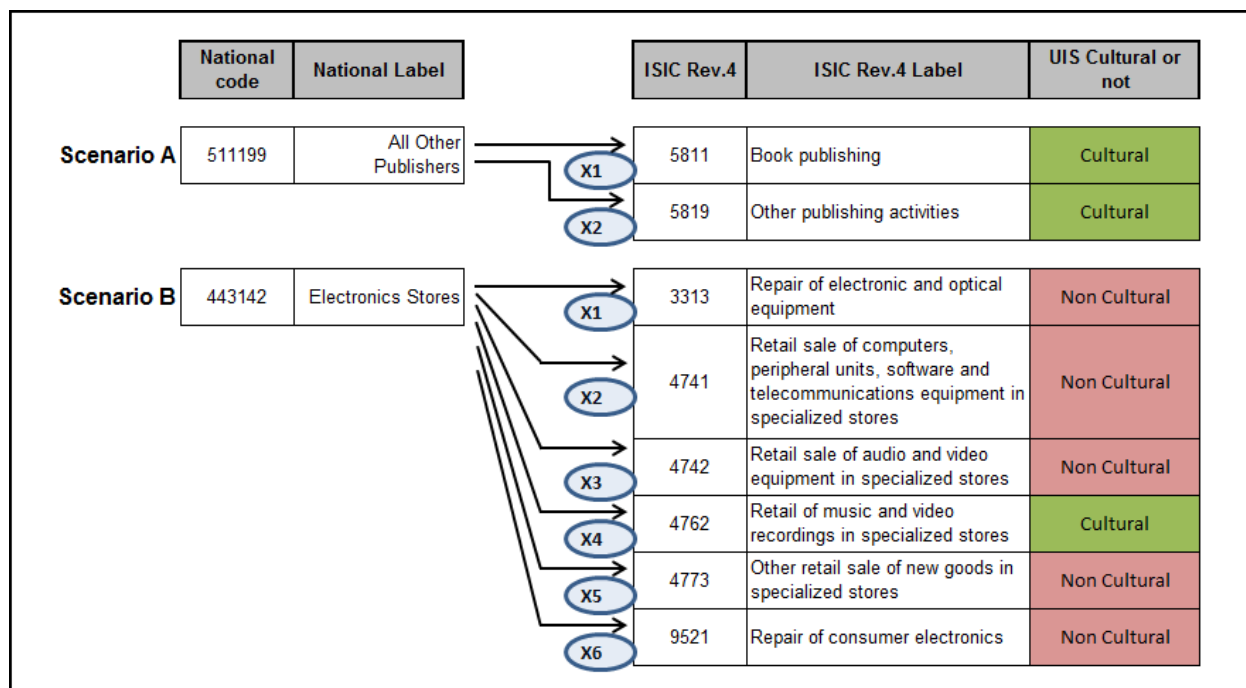 National code
National Label
ISIC Rev.4
ISIC Rev.4 Label
UIS Cultural or not
Scenario A
511199
All Other
Publishers
X1
5811
Book publishing
Cultural
X2
5819
Other publishing activities
Cultural
Scenario B
443142
Electronics Stores
X1
3313
Repair of electronic and optical
equipment
Non Cultural
X2
4741
Retail sale of computers,
peripheral units, software and
telecommunications equipment in
specialized stores
Non Cultural
X3
4742
Retail sale of audio and video
equipment in specialized stores
Non Cultural
X4
4762
Retail of music and video
recordings in specialized stores
Cultural
X5
4773
Other retail sale of new goods in
specialized stores
Non Cultural
X6
9521
Repair of consumer electronics
Non Cultural